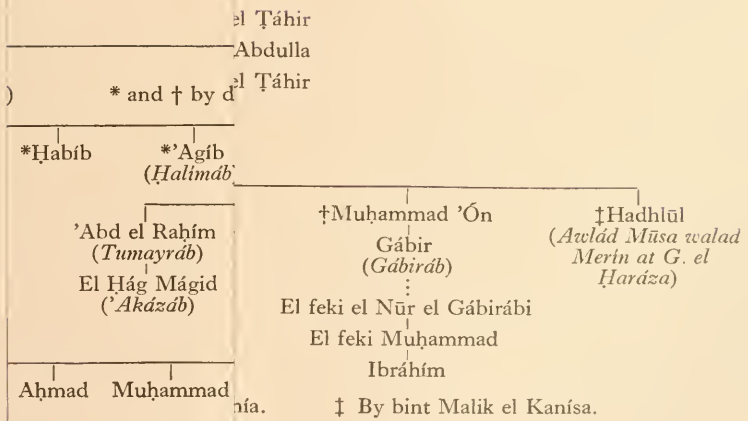 el Ṭáhir
Abdulla
el Ṭáhir
) * and † by d
*Ḥabíb *'Agíb
(Ḥalímáb)
†Muḥammad 'Ón ‡Hadhlūl
'Abd el Raḥím Gábir (Awlád Mūsa walad
(Tumayráb) (Gábiráb) Merín at G. el
El Ḥág Mágid Ḥaráza)
('Akázáb)
El feki el Nūr el Gábirábi
El feki Muḥammad
Ibráhím
Aḥmad Muḥammad
nía. ‡ By bint Malik el Kanísa.